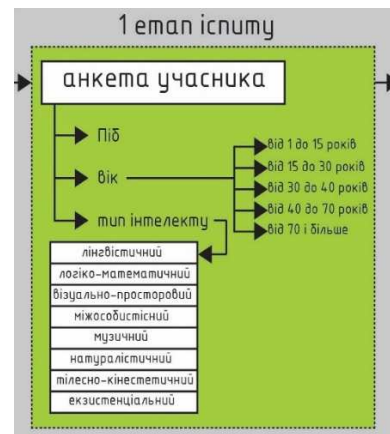 1 етап іспиту
анкета учасника
Піб
вік
від 1 до 15 років
від 15 до 30 років
від 30 до 40 років
від 40 до 70 років
від 70 і більше
тип інтелекту
лінгвістичний
логіко-математичний
візуально-просторовий
міжособистісний
музичний
натуралістичний
тілесно-кінестетичний
екзистенціальний